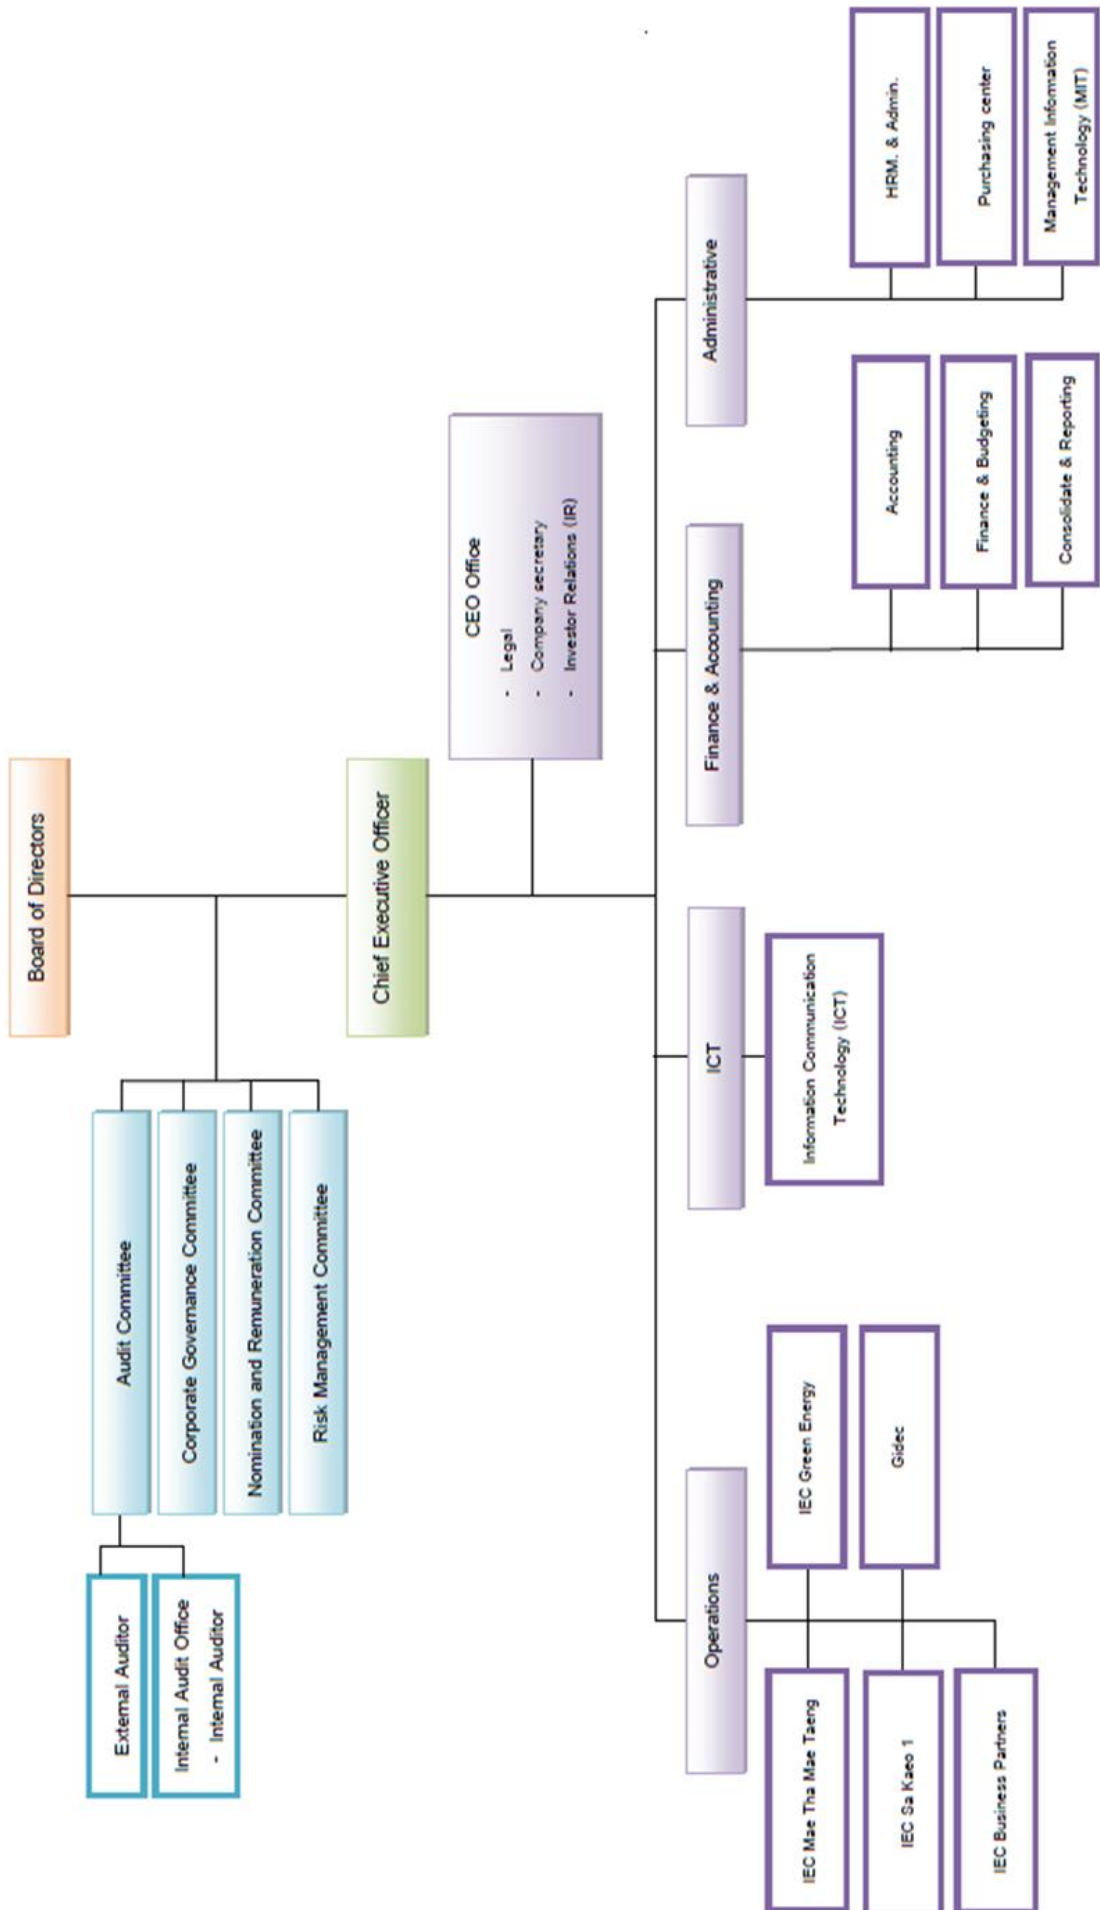 Board of Directors
Audit Committee
Corporate Governance Committee
Nomination and Remuneration Committee
Risk Management Committee
External Auditor
Internal Audit Office
- Internal Auditor
Chief Executive Officer
CEO Office
- Legal
- Company secretary
- Investor Relations (IR)
Operations
ICT
Finance & Accounting
Administrative
IEC Mae Tha Mae Taeng
IEC Green Energy
IEC Sa Kaeo 1
Gidec
IEC Business Partners
Information Communication
Technology (ICT)
Accounting
Finance & Budgeting
Consolidate & Reporting
HRM. & Admin.
Purchasing center
Management Information
Technology (MIT)